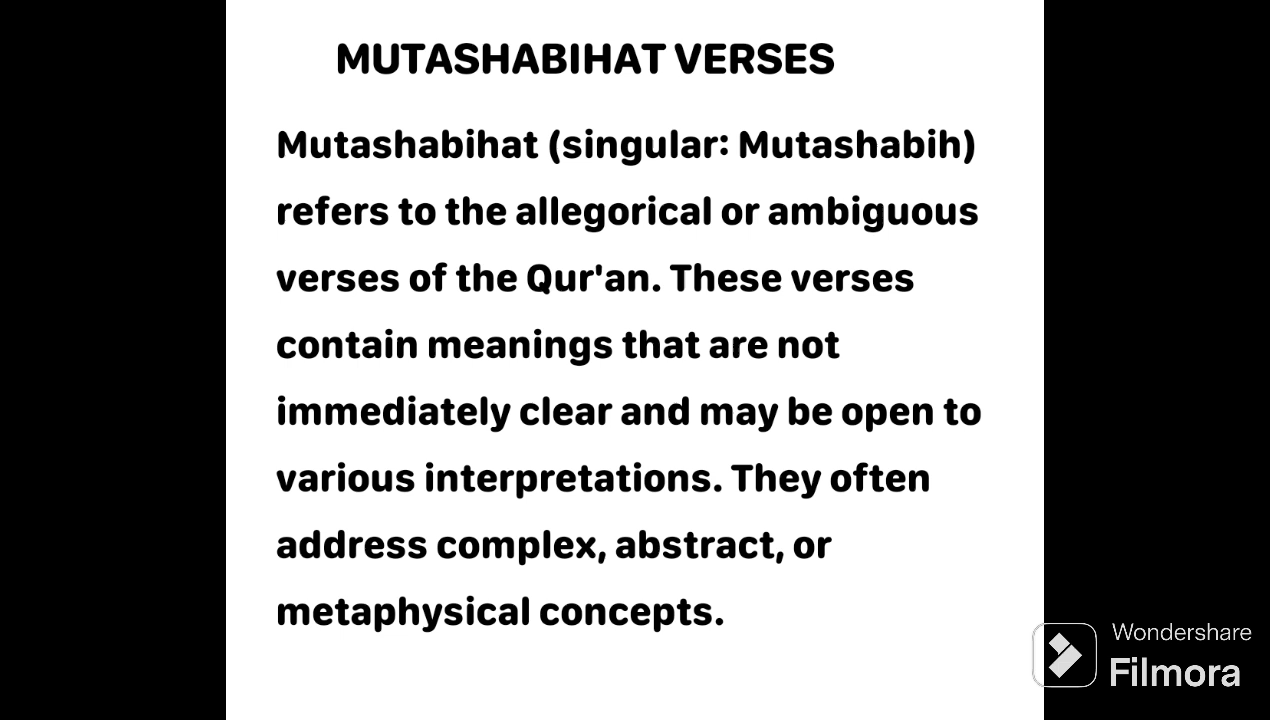 MUTASHABIHAT VERSES
Mutashabihat (singular: Mutashabih)
refers to the allegorical or ambiguous
verses of the Qur'an. These verses
contain meanings that are not
immediately clear and may be open to
various interpretations. They often
address complex, abstract, or
metaphysical concepts.
Wondershare
Filmora